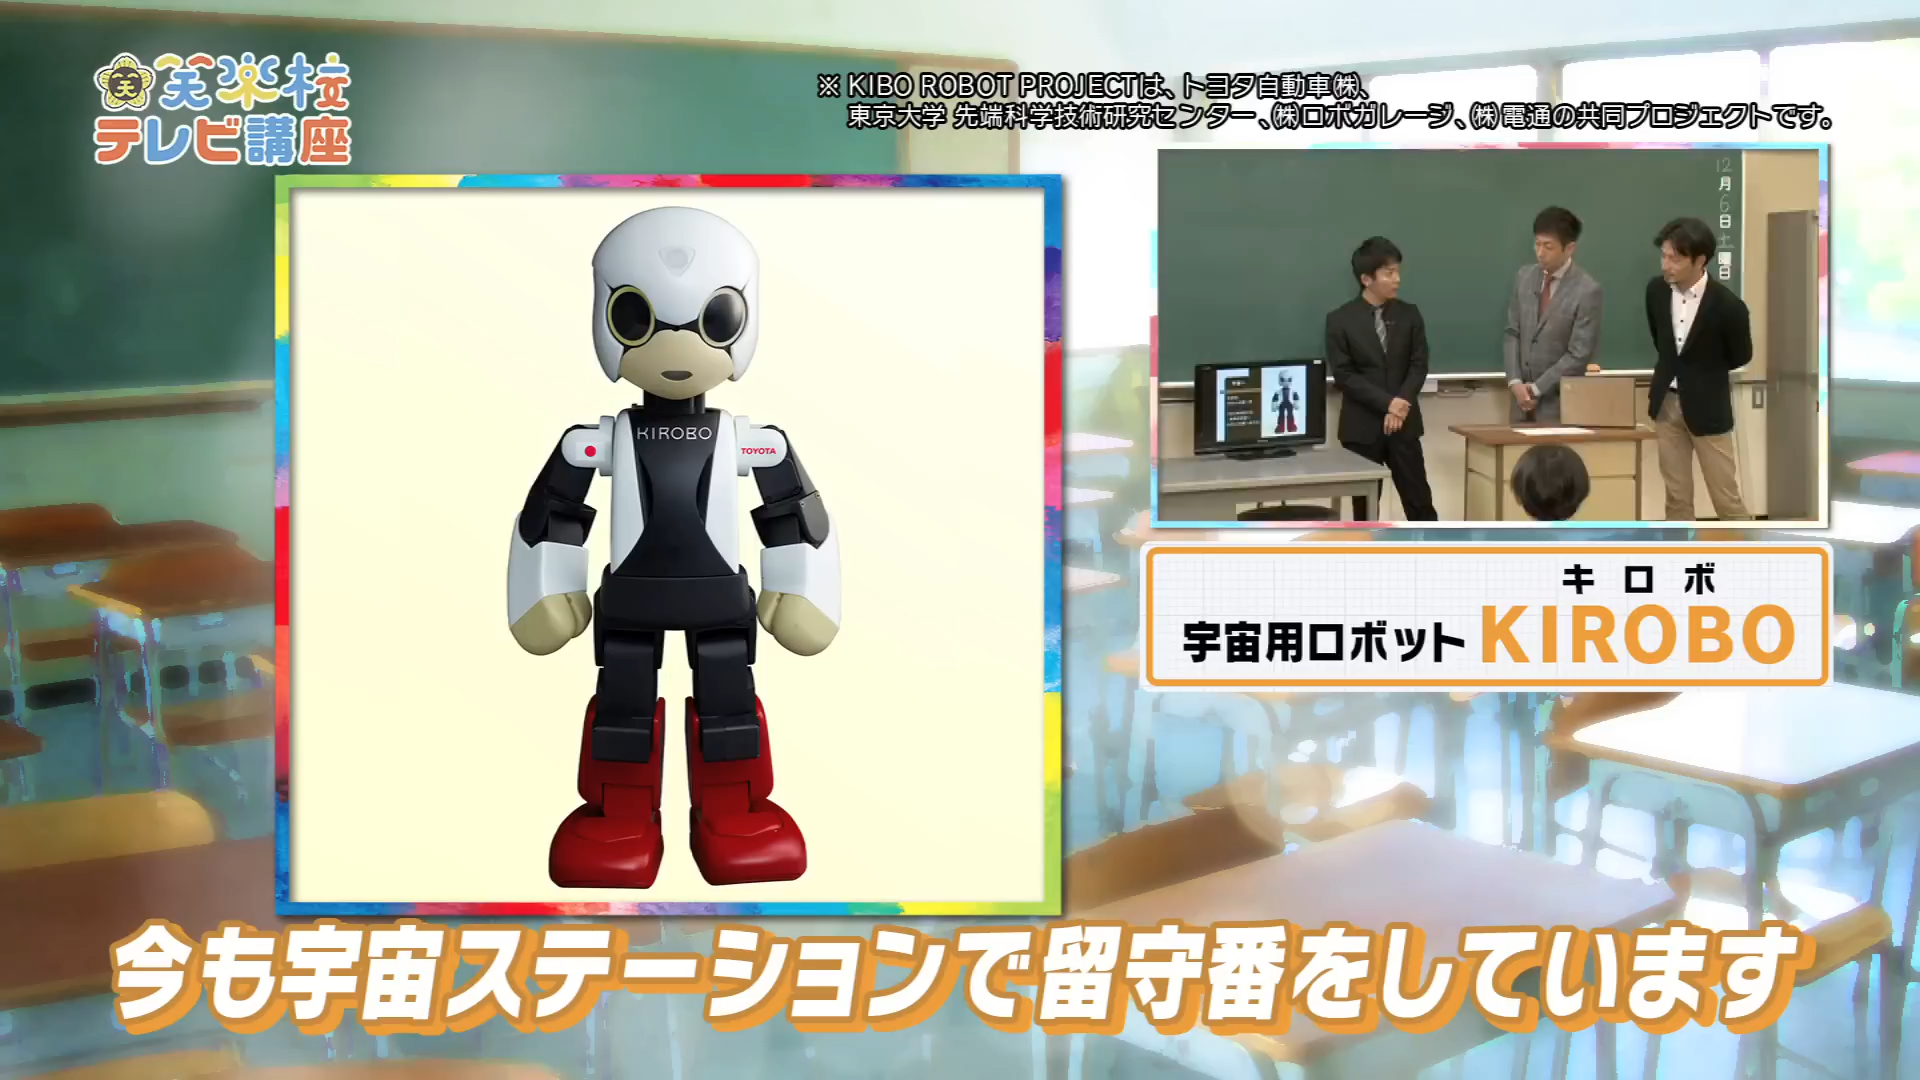 笑楽校
テレビ講座
※ KIBO ROBOT PROJECTは、トヨタ自動車㈱、
東京大学 先端科学技術研究センター、㈱ロボガレージ、㈱電通の共同プロジェクトです。
KIROBO
TOYOTA
12月6日土曜日
キロボ
宇宙用ロボット KIROBO
今も宇宙ステーションで留守番をしています